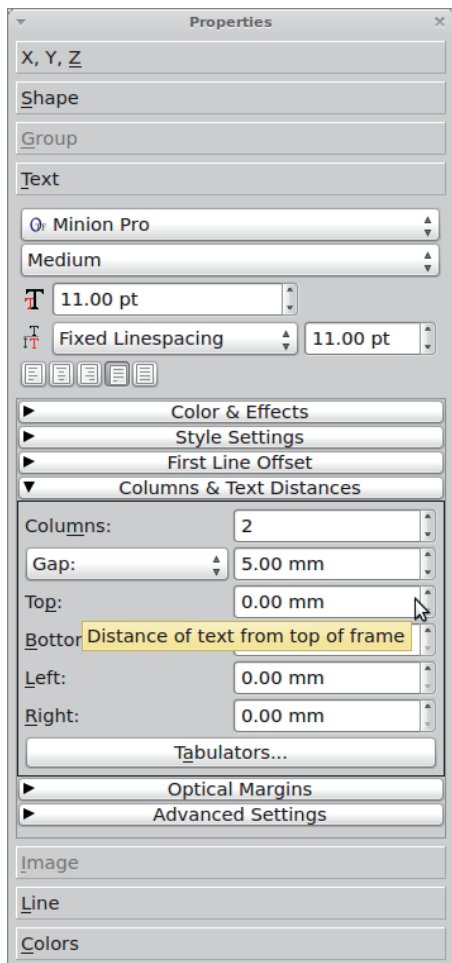 Properties
X, Y, Z
Shape
Group
Text
Minion Pro
Medium
11.00 pt
Fixed Linespacing 11.00 pt
Color & Effects
Style Settings
First Line Offset
Columns & Text Distances
Columns: 2
Gap: 5.00 mm
Top: 0.00 mm
Distance of text from top of frame
Left: 0.00 mm
Right: 0.00 mm
Tabulators...
Optical Margins
Advanced Settings
Image
Line
Colors